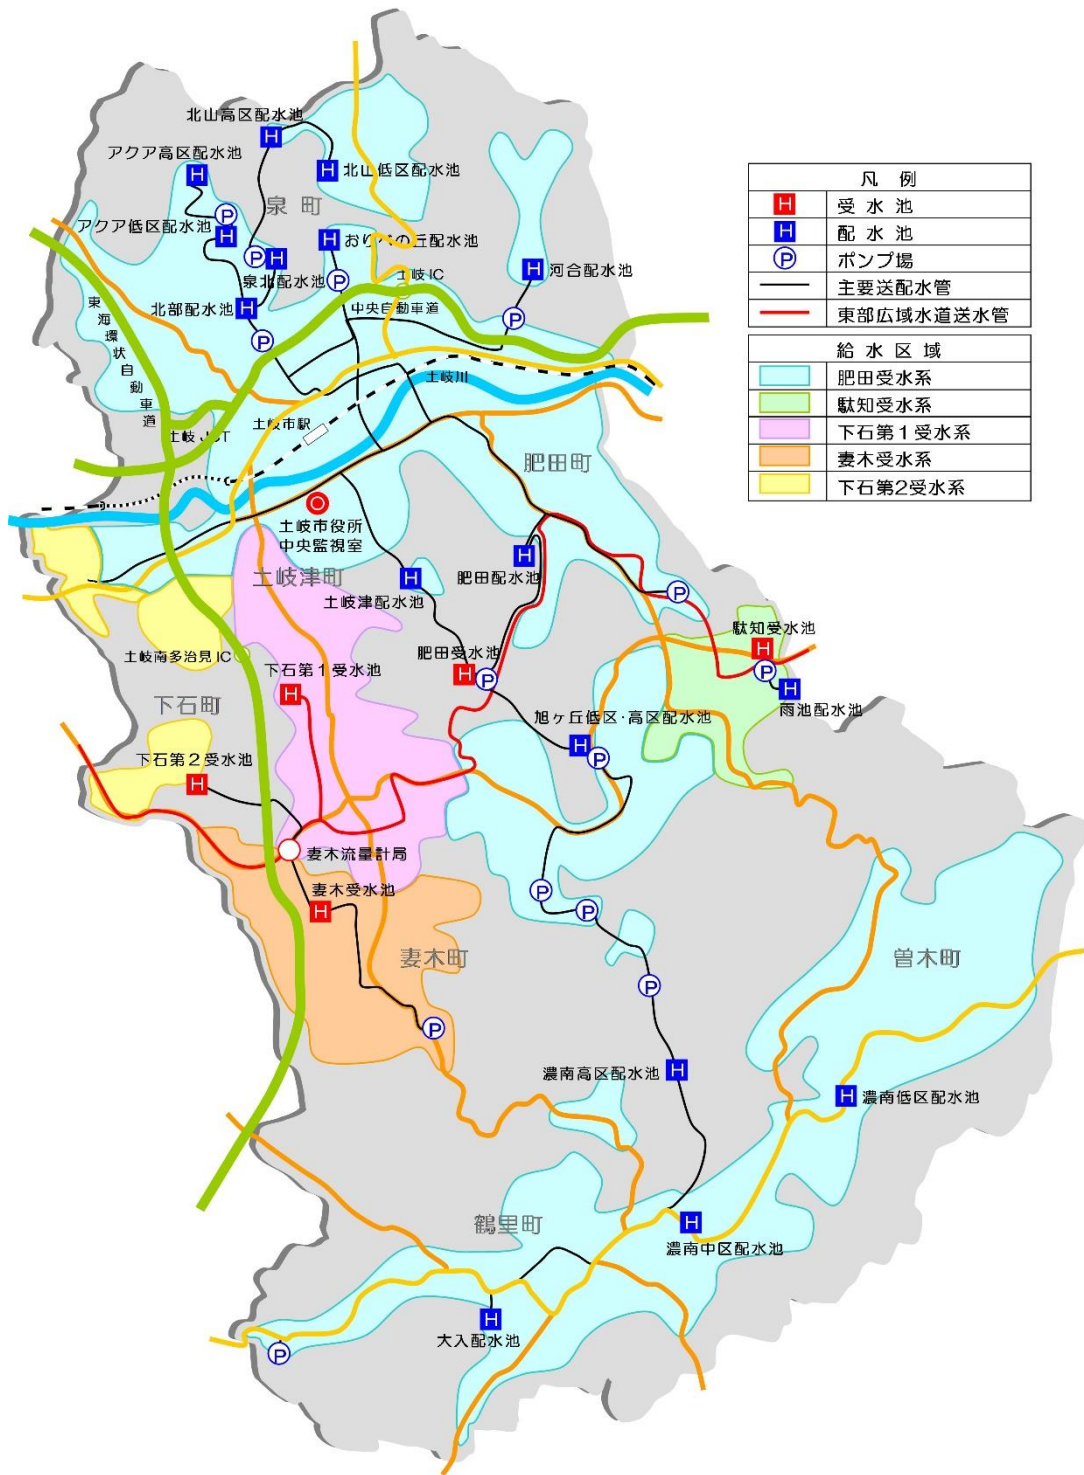 北山高区配水池
アクア高区配水池
H
H
H
北山低区配水池
泉町
P
アクア低区配水池
H
H
おりべの丘配水池
P
H
泉北配水池
P
土岐IC
H
河合配水池
北部配水池
H
中央自動車道
P
P
東海環状自動車道
土岐川
土岐市駅
土岐JCT
肥田町
土岐市役所
中央監視室
土岐津町
H
土岐津配水池
H
肥田配水池
P
駄知受水池
H
P
H
雨池配水池
土岐南多治見IC
下石第1受水池
H
肥田受水池
H
P
下石町
旭ヶ丘低区・高区配水池
H
P
下石第2受水池
H
妻木流量計局
妻木受水池
H
P
P
妻木町
曽木町
P
P
濃南高区配水池
H
H
濃南低区配水池
鶴里町
H
濃南中区配水池
H
大入配水池
P
凡例
H 受水池
H 配水池
P ポンプ場
主要送配水管
東部広域水道送水管
給水区域
肥田受水系
駄知受水系
下石第1受水系
妻木受水系
下石第2受水系